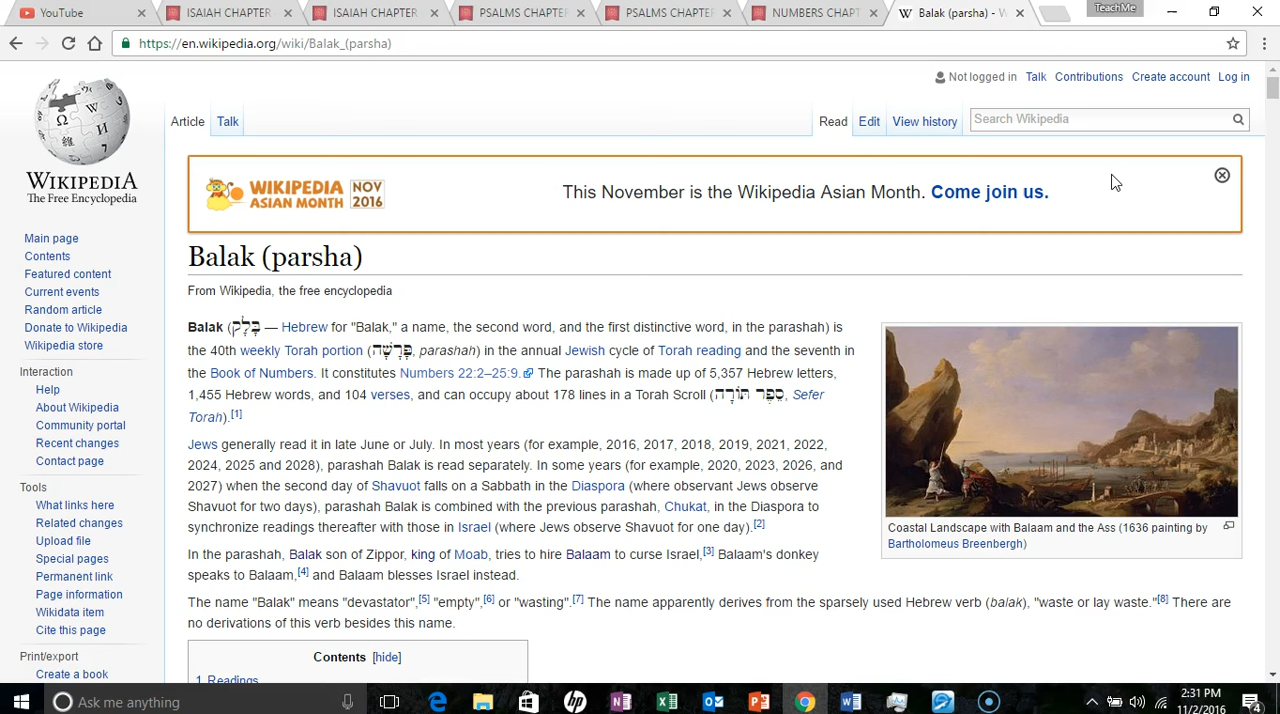 YouTube
ISAIAH CHAPTER
ISAIAH CHAPTER
PSALMS CHAPTE
PSALMS CHAPTE
NUMBERS CHAPT
Balak (parsha) - W
TeachMe
https://en.wikipedia.org/wiki/Balak_(parsha)
Not logged in Talk Contributions Create account Log in
Article Talk
Read Edit View history Search Wikipedia
WIKIPEDIA
The Free Encyclopedia
WIKIPEDIA
ASIAN MONTH
NOV
2016
This November is the Wikipedia Asian Month. Come join us.
Main page
Contents
Featured content
Current events
Random article
Donate to Wikipedia
Wikipedia store
Interaction
Help
About Wikipedia
Community portal
Recent changes
Contact page
Tools
What links here
Related changes
Upload file
Special pages
Permanent link
Page information
Wikidata item
Cite this page
Print/export
Create a book
Balak (parsha)
From Wikipedia, the free encyclopedia
Balak (בָּלָק — Hebrew for "Balak," a name, the second word, and the first distinctive word, in the parashah) is
the 40th weekly Torah portion (פָּרָשָׁה, parashah) in the annual Jewish cycle of Torah reading and the seventh in
the Book of Numbers. It constitutes Numbers 22:2–25:9. The parashah is made up of 5,357 Hebrew letters,
1,455 Hebrew words, and 104 verses, and can occupy about 178 lines in a Torah Scroll (סֵפֶר תּוֹרָה, Sefer
Torah).[1]
Jews generally read it in late June or July. In most years (for example, 2016, 2017, 2018, 2019, 2021, 2022,
2024, 2025 and 2028), parashah Balak is read separately. In some years (for example, 2020, 2023, 2026, and
2027) when the second day of Shavuot falls on a Sabbath in the Diaspora (where observant Jews observe
Shavuot for two days), parashah Balak is combined with the previous parashah, Chukat, in the Diaspora to
synchronize readings thereafter with those in Israel (where Jews observe Shavuot for one day).[2]
In the parashah, Balak son of Zippor, king of Moab, tries to hire Balaam to curse Israel,[3] Balaam's donkey
speaks to Balaam,[4] and Balaam blesses Israel instead.
The name "Balak" means "devastator",[5] "empty",[6] or "wasting".[7] The name apparently derives from the sparsely used Hebrew verb (balak), "waste or lay waste."[8] There are
no derivations of this verb besides this name.
Coastal Landscape with Balaam and the Ass (1636 painting by
Bartholomeus Breenbergh)
Contents [hide]
1 Readings
Ask me anything
2:31 PM
11/2/2016
4